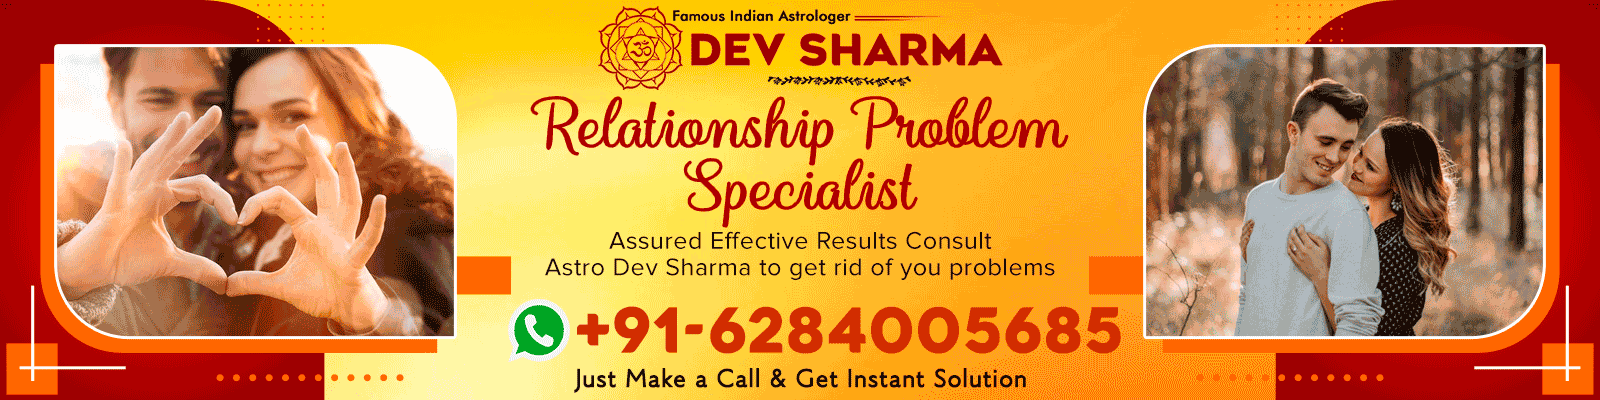 Famous Indian Astrologer
DEV SHARMA
Relationship Problem
Specialist
Assured Effective Results Consult
Astro Dev Sharma to get rid of you problems
+91-6284005685
Just Make a Call & Get Instant Solution